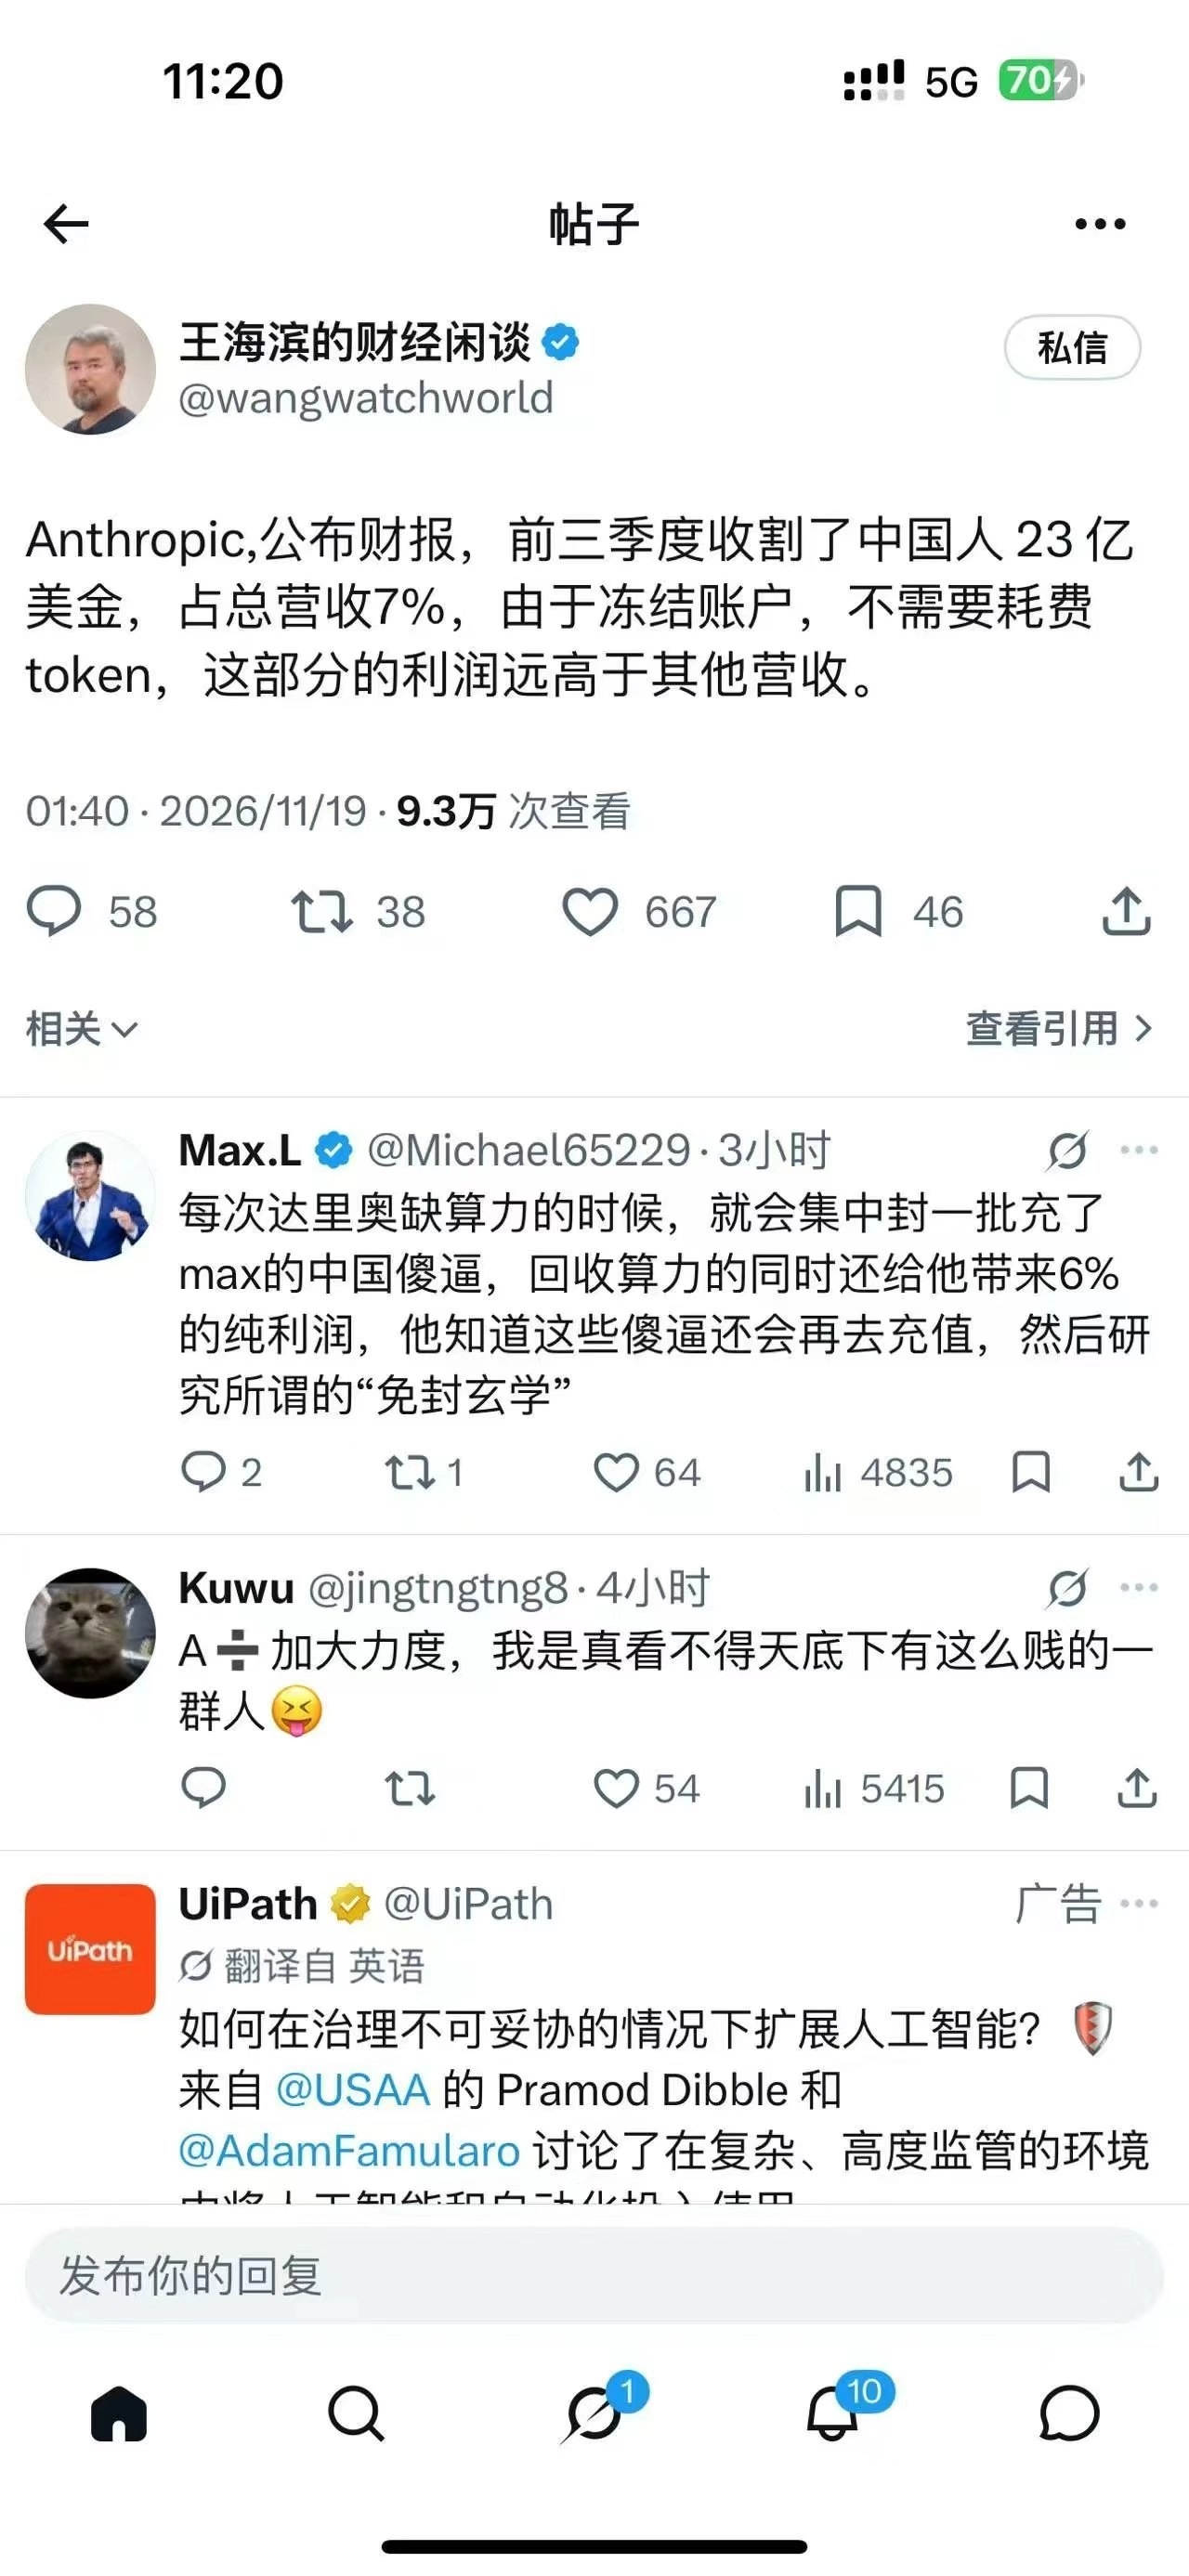 11:20
5G 70
帖子
王海滨的财经闲谈
私信
@wangwatchworld
Anthropic,公布财报，前三季度收割了中国人 23 亿
美金，占总营收7%，由于冻结账户，不需要耗费
token，这部分的利润远高于其他营收。
01:40 · 2026/11/19 · 9.3万 次查看
58 38 667 46
相关
查看引用
Max.L @Michael65229 · 3小时
每次达里奥缺算力的时候，就会集中封一批充了
max的中国傻逼，回收算力的同时还给他带来6%
的纯利润，他知道这些傻逼还会再去充值，然后研
究所谓的“免封玄学”
2 1 64 4835
Kuwu @jingtngtng8 · 4小时
A➗加大力度，我是真看不得天底下有这么贱的一
群人😝
54 5415
UiPath
UiPath @UiPath
广告
翻译自 英语
如何在治理不可妥协的情况下扩展人工智能？
来自 @USAA 的 Pramod Dibble 和
@AdamFamularo 讨论了在复杂、高度监管的环境
发布你的回复
1
10